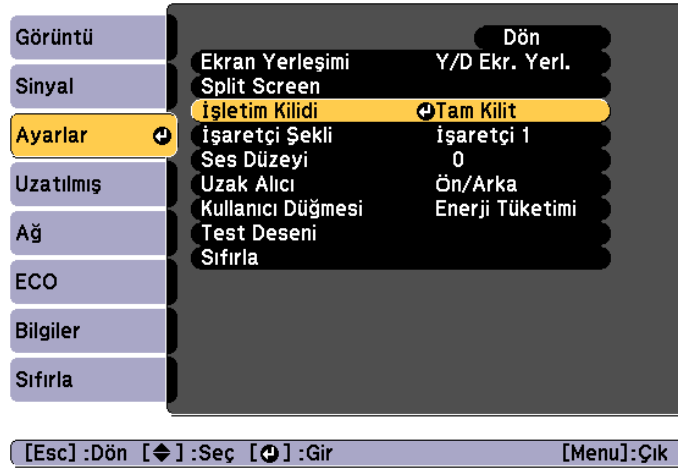 Görüntü
Sinyal
Ayarlar
Uzatılmış
Ağ
ECO
Bilgiler
Sıfırla
Dön
Ekran Yerleşimi Y/D Ekr. Yerl.
Split Screen
İşletim Kilidi Tam Kilit
İşaretçi Şekli İşaretçi 1
Ses Düzeyi 0
Uzak Alıcı Ön/Arka
Kullanıcı Düğmesi Enerji Tüketimi
Test Deseni
Sıfırla
[Esc] :Dön [◆] :Seç [⏎] :Gir [Menu]:Çık